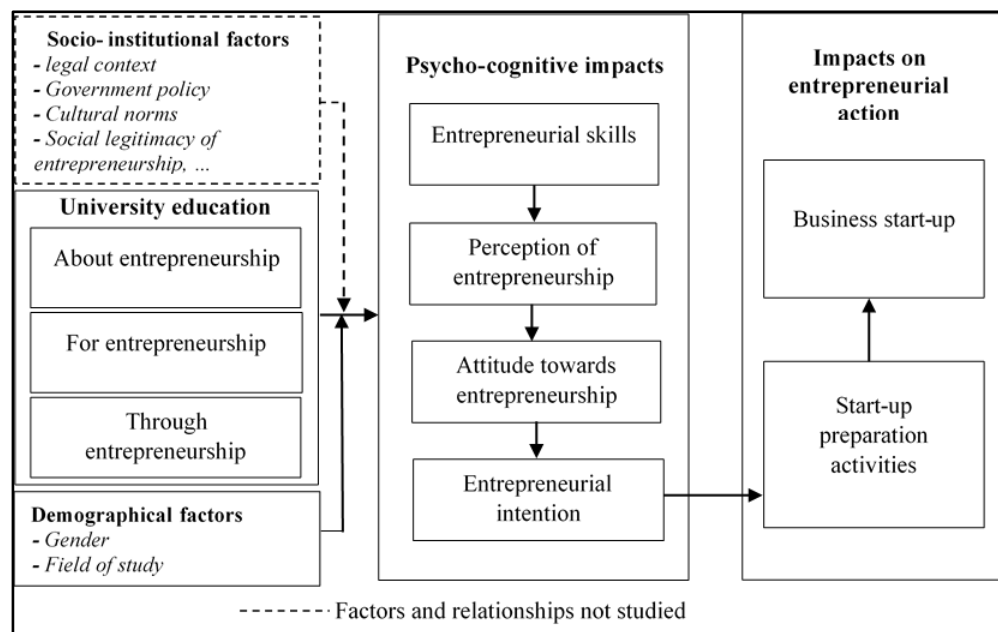 Socio- institutional factors
- legal context
- Government policy
- Cultural norms
- Social legitimacy of
entrepreneurship, ...
University education
About entrepreneurship
For entrepreneurship
Through
entrepreneurship
Demographical factors
- Gender
- Field of study
Psycho-cognitive impacts
Entrepreneurial skills
Perception of
entrepreneurship
Attitude towards
entrepreneurship
Entrepreneurial
intention
Impacts on
entrepreneurial
action
Business start-up
Start-up
preparation
activities
Factors and relationships not studied